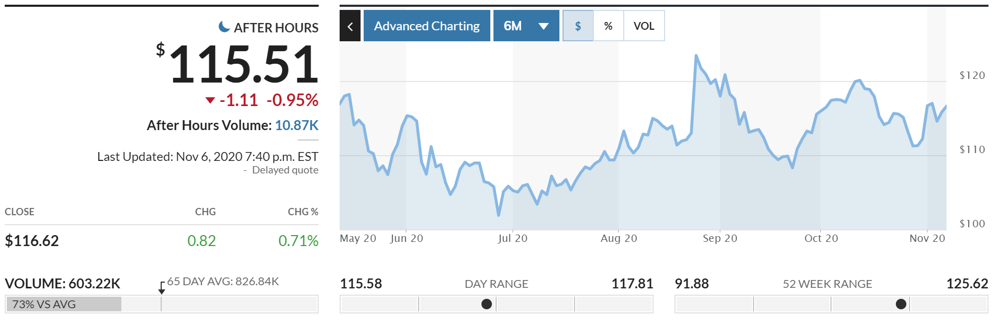 AFTER HOURS
$115.51
-1.11 -0.95%
After Hours Volume: 10.87K
Last Updated: Nov 6, 2020 7:40 p.m. EST
- Delayed quote
CLOSE CHG CHG %
$116.62 0.82 0.71%
VOLUME: 603.22K 65 DAY AVG: 826.84K
73% VS AVG
Advanced Charting 6M $ % VOL
$120
$110
$100
May 20 Jun 20 Jul 20 Aug 20 Sep 20 Oct 20 Nov 20
115.58 DAY RANGE 117.81
91.88 52 WEEK RANGE 125.62